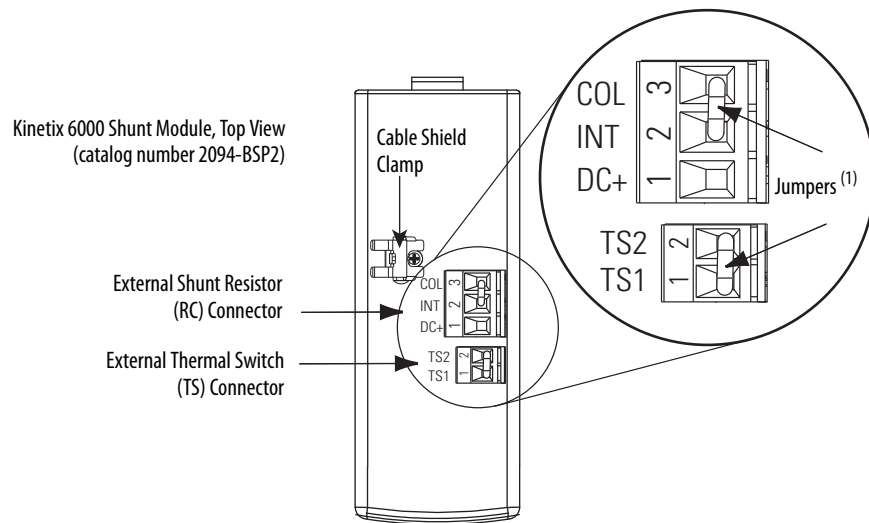 Kinetix 6000 Shunt Module, Top View
(catalog number 2094-BSP2)
Cable Shield
Clamp
External Shunt Resistor
(RC) Connector
External Thermal Switch
(TS) Connector
COL 3
INT 2
DC+ 1
TS2 2
TS1 1
COL 3
INT 2
DC+ 1
Jumpers (1)
TS2 2
TS1 1